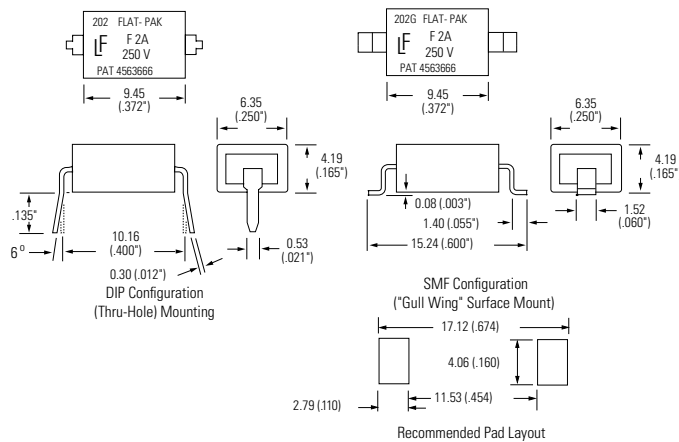 202 FLAT- PAK
LF F 2A
250 V
PAT 4563666
9.45
(.372")
6.35
(.250")
4.19
(.165")
.135"
6°
10.16
(.400")
0.30 (.012")
0.53
(.021")
DIP Configuration
(Thru-Hole) Mounting
202G FLAT- PAK
LF F 2A
250 V
PAT 4563666
9.45
(.372")
6.35
(.250")
4.19
(.165")
0.08 (.003")
1.40 (.055")
15.24 (.600")
1.52
(.060")
SMF Configuration
("Gull Wing" Surface Mount)
17.12 (.674)
4.06 (.160)
2.79 (.110)
11.53 (.454)
Recommended Pad Layout